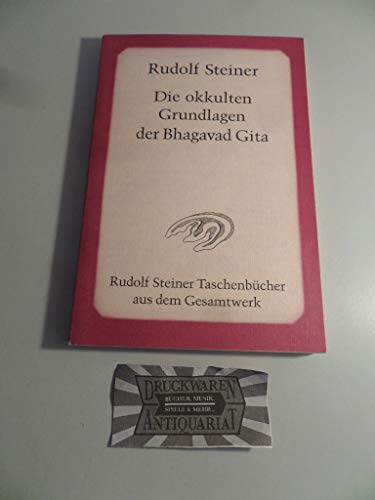 Rudolf Steiner
Die okkulten
Grundlagen
der Bhagavad Gita
Rudolf Steiner Taschenbücher
aus dem Gesamtwerk
DRUCKWAREN
BÜCHER, MUSIK,
SPIELE & MEHR...
ANTIQUARIAT